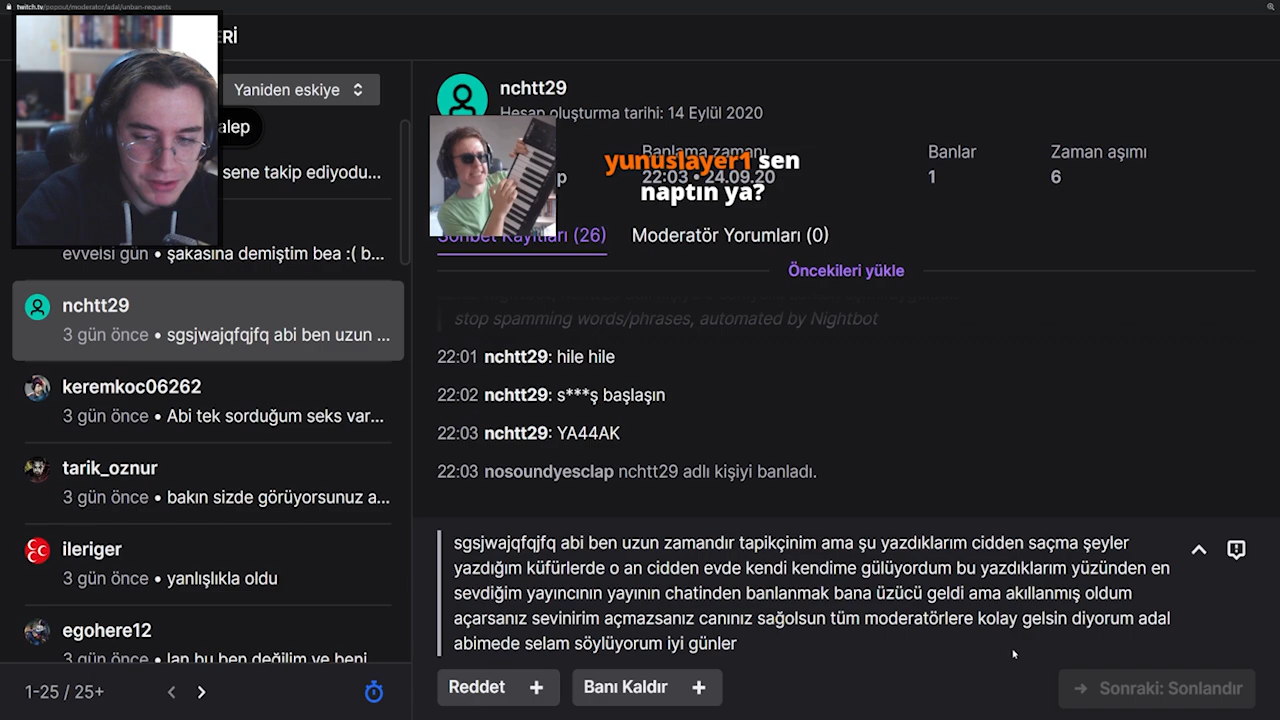 twitch.tv/popout/moderator/adal/unban-requests
ERİ
Yaniden eskiye
alep
sene takip ediyodu...
evvelsi gün • şakasına demiştim bea :( b...
nchtt29
3 gün önce • sgsjwajqfqjfq abi ben uzun ...
keremkoc06262
3 gün önce • Abi tek sorduğum seks var...
tarik_oznur
3 gün önce • bakın sizde görüyorsunuz a...
ileriger
3 gün önce • yanlışlıkla oldu
egohere12
3 gün önce • lan bu ben değilim ve beni
1-25 / 25+
nchtt29
Hesap oluşturma tarihi: 14 Eylül 2020
Banlama zamanı
22:03 • 24.09.20
p
Banlar
1
Zaman aşımı
6
yunuslayer1 sen
naptın ya?
Sohbet Kayıtları (26)
Moderatör Yorumları (0)
Öncekileri yükle
stop spamming words/phrases, automated by Nightbot
22:01 nchtt29: hile hile
22:02 nchtt29: s***ş başlaşın
22:03 nchtt29: YA44AK
22:03 nosoundyesclap nchtt29 adlı kişiyi banladı.
sgsjwajqfqjfq abi ben uzun zamandır tapikçinim ama şu yazdıklarım cidden saçma şeyler
yazdığım küfürlerde o an cidden evde kendi kendime gülüyordum bu yazdıklarım yüzünden en
sevdiğim yayıncının yayının chatinden banlanmak bana üzücü geldi ama akıllanmış oldum
açarsanız sevinirim açmazsanız canınız sağolsun tüm moderatörlere kolay gelsin diyorum adal
abimede selam söylüyorum iyi günler
Reddet +
Banı Kaldır +
Sonraki: Sonlandır